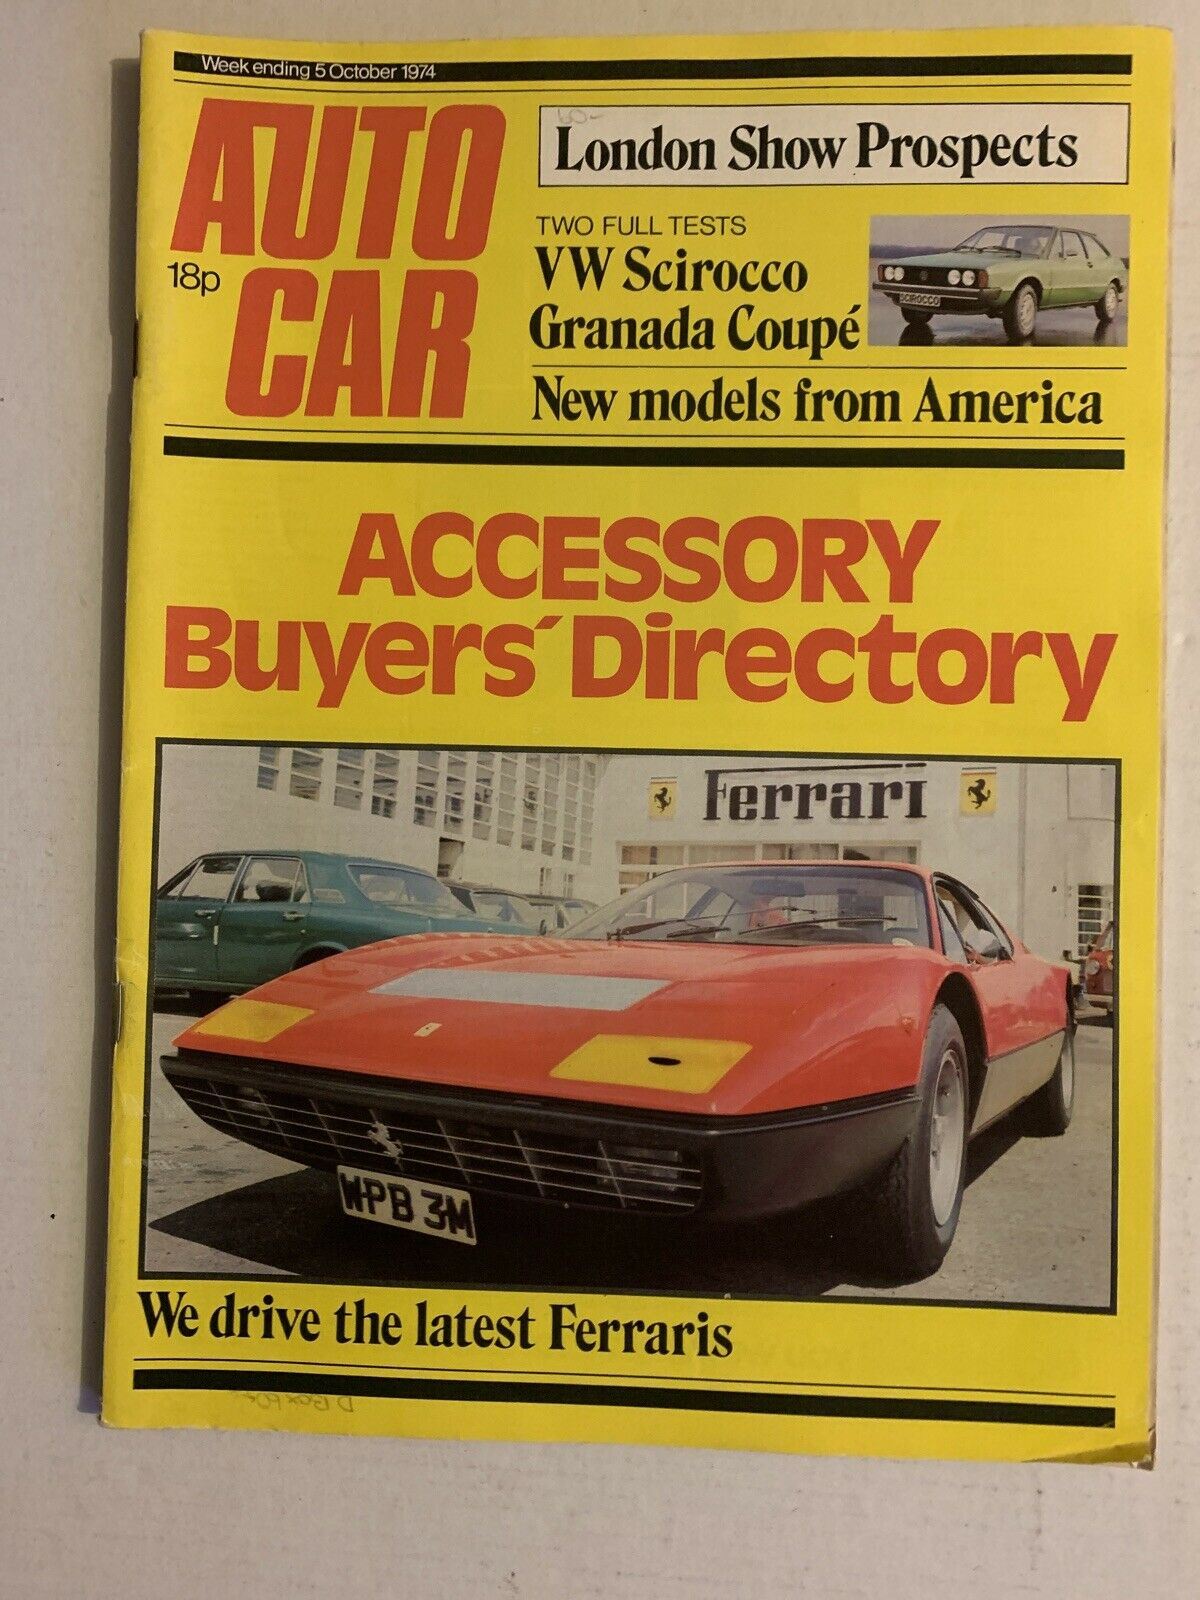 Week ending 5 October 1974
AUTO
CAR
18p
60-
London Show Prospects
TWO FULL TESTS
VW Scirocco
Granada Coupé
SCIROCCO
New models from America
ACCESSORY
Buyers' Directory
Ferrari
WPB 3M
We drive the latest Ferraris